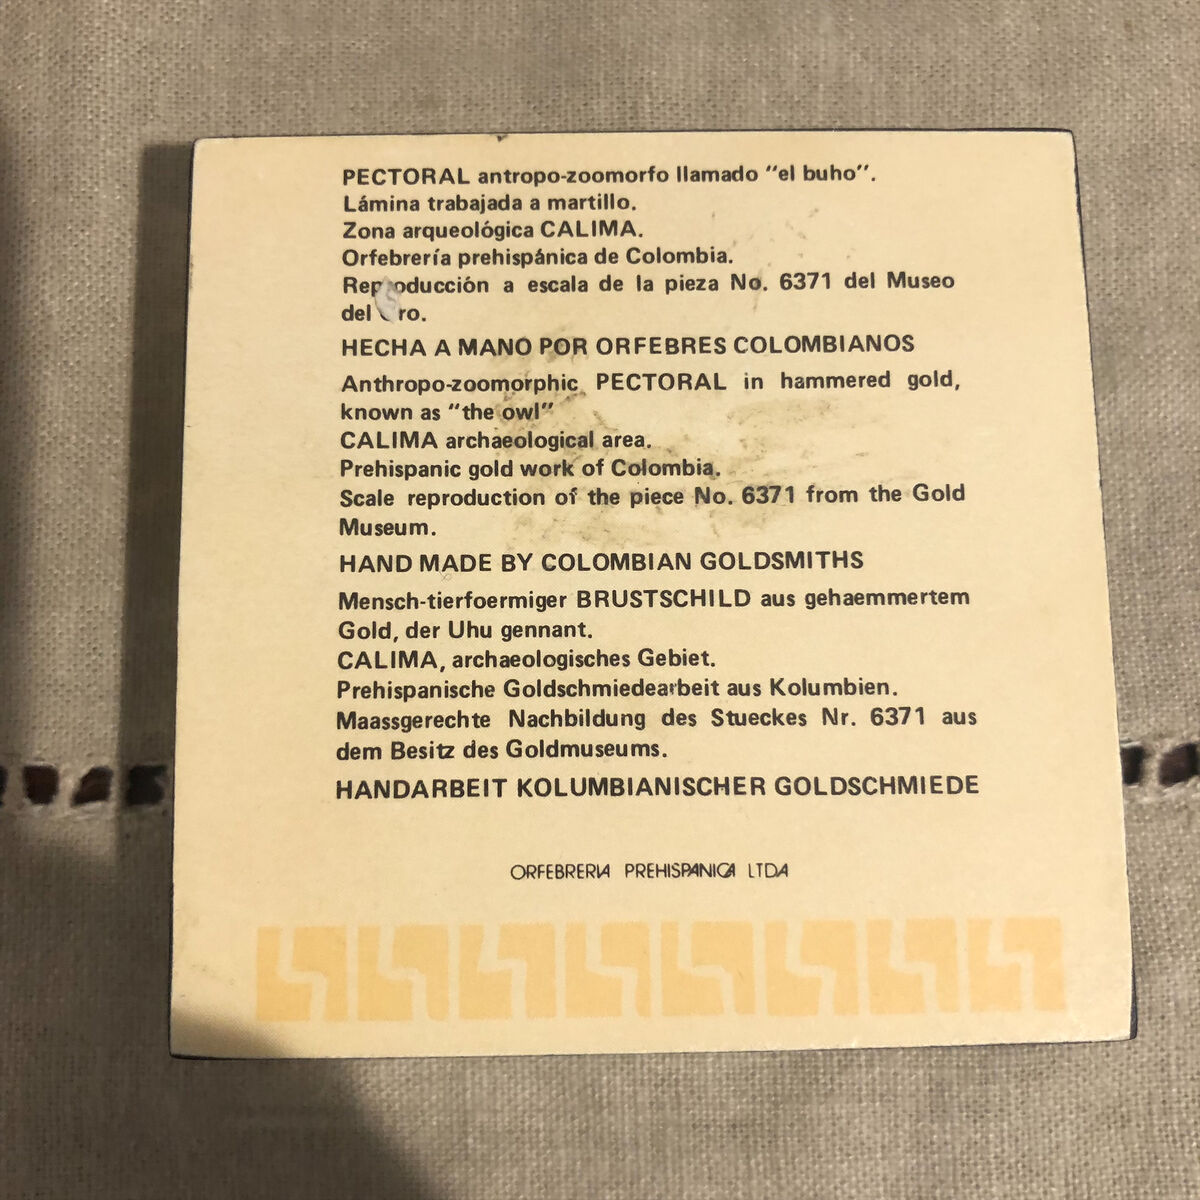 PECTORAL antropo-zoomorfo llamado "el buho".
Lámina trabajada a martillo.
Zona arqueológica CALIMA.
Orfebrería prehispánica de Colombia.
Reproducción a escala de la pieza No. 6371 del Museo
del Oro.
HECHA A MANO POR ORFEBRES COLOMBIANOS
Anthropo-zoomorphic PECTORAL in hammered gold,
known as "the owl"
CALIMA archaeological area.
Prehispanic gold work of Colombia.
Scale reproduction of the piece No. 6371 from the Gold
Museum.
HAND MADE BY COLOMBIAN GOLDSMITHS
Mensch-tierfoermiger BRUSTSCHILD aus gehaemmertem
Gold, der Uhu gennant.
CALIMA, archaeologisches Gebiet.
Prehispanische Goldschmiedearbeit aus Kolumbien.
Maassgerechte Nachbildung des Stueckes Nr. 6371 aus
dem Besitz des Goldmuseums.
HANDARBEIT KOLUMBIANISCHER GOLDSCHMIEDE
ORFEBRERIA PREHISPANICA LTDA